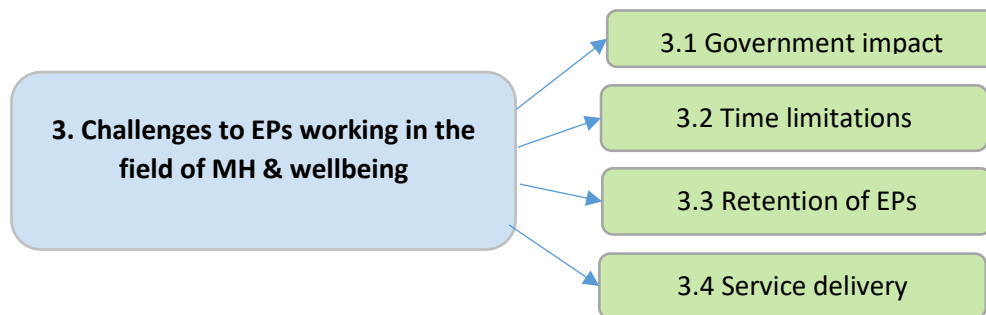 3.1 Government impact
3. Challenges to EPs working in the
field of MH & wellbeing
3.2 Time limitations
3.3 Retention of EPs
3.4 Service delivery